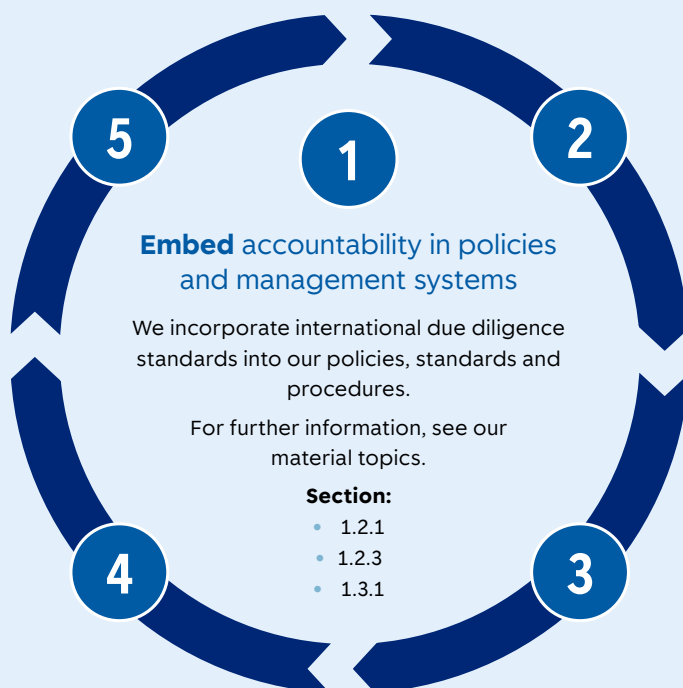 5
1
2
Embed accountability in policies
and management systems
We incorporate international due diligence
standards into our policies, standards and
procedures.
For further information, see our
material topics.
Section:
• 1.2.1
• 1.2.3
• 1.3.1
4
3